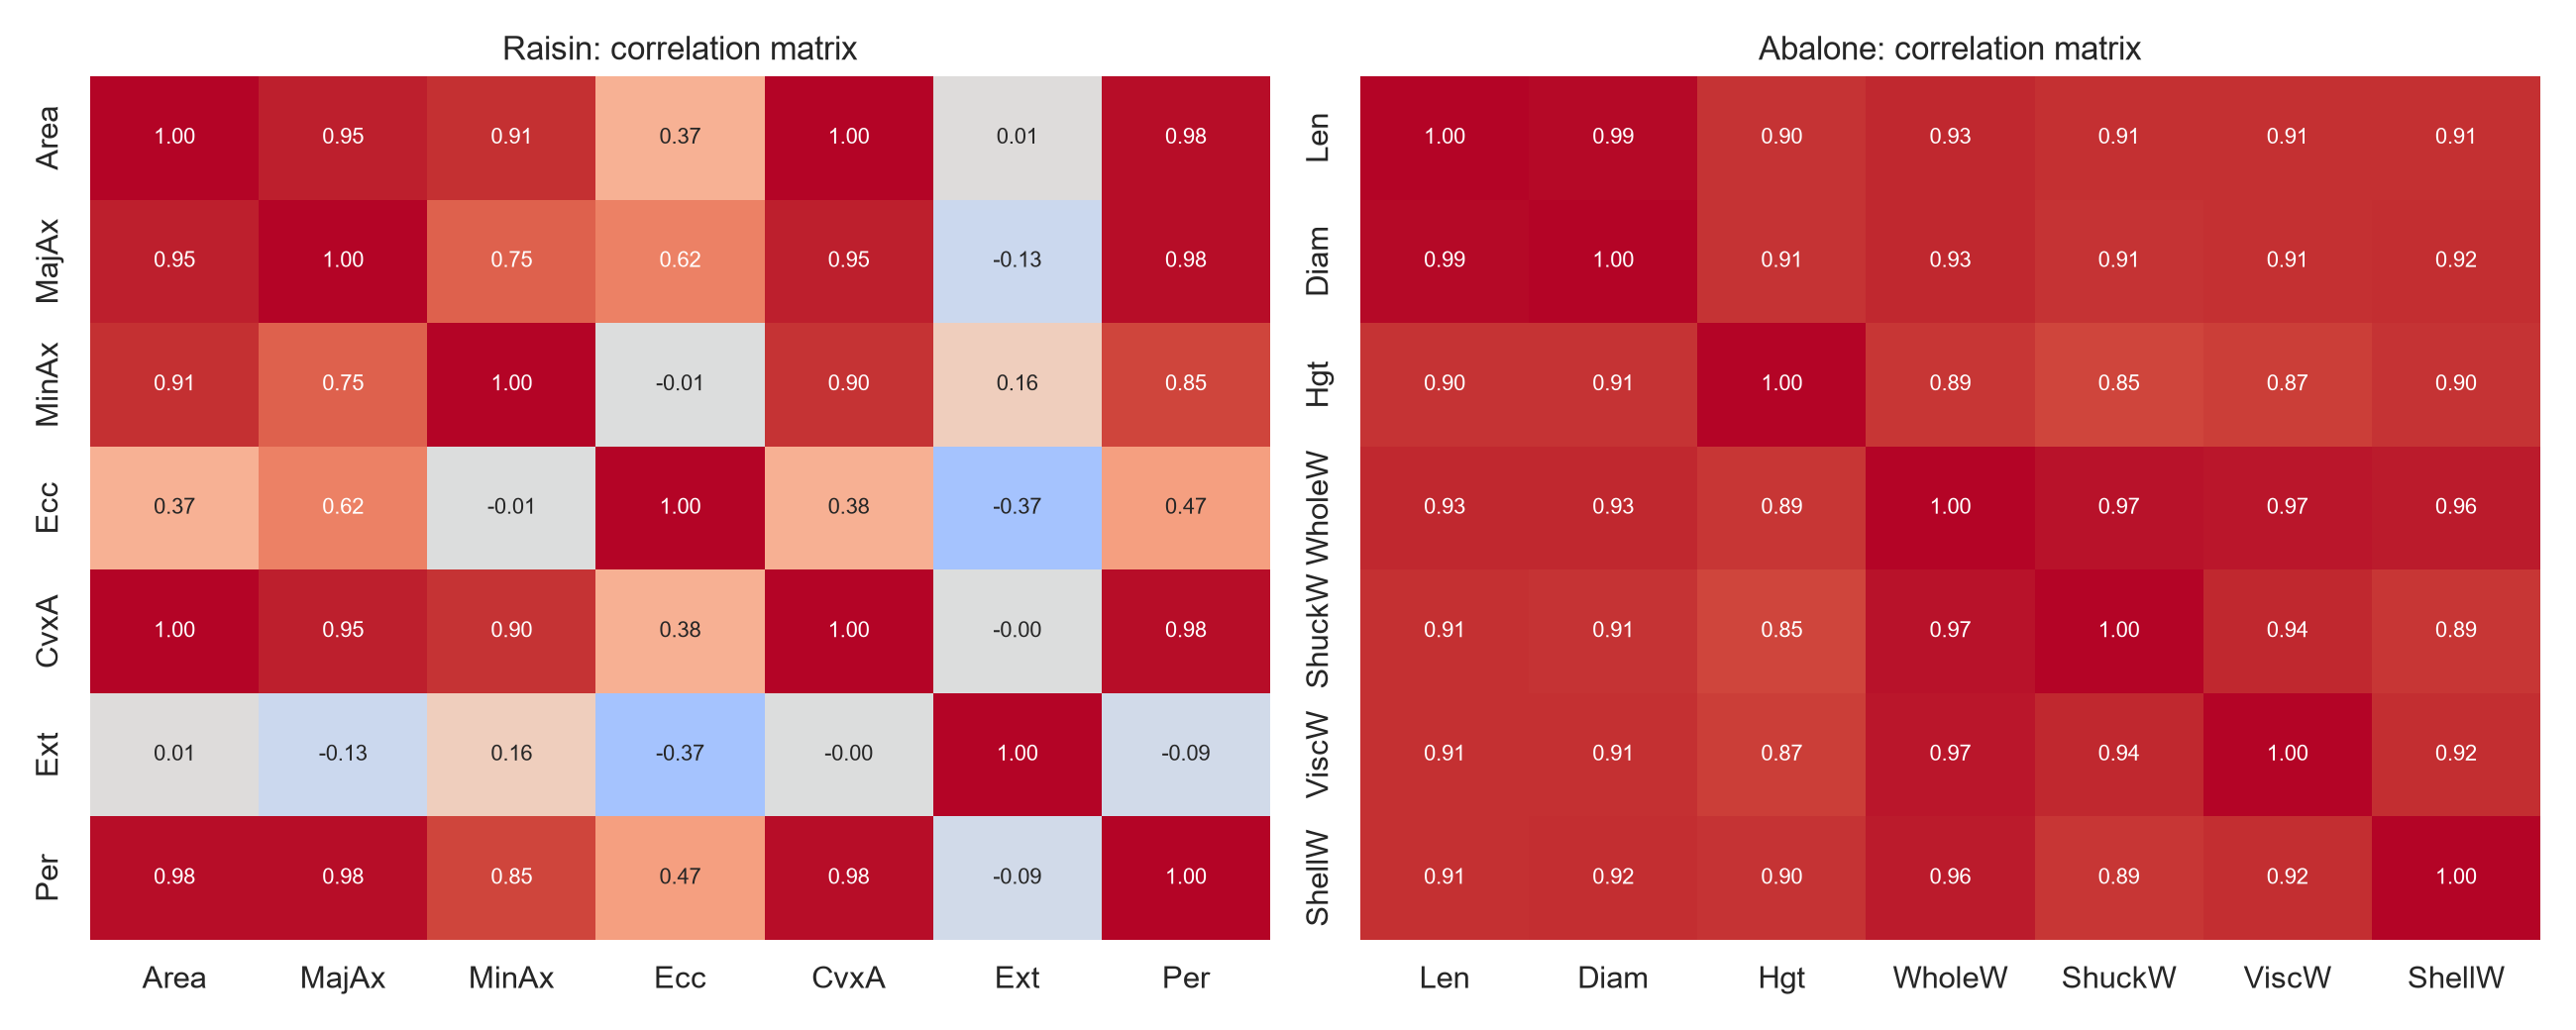 Raisin: correlation matrix
Area 1.00 0.95 0.91 0.37 1.00 0.01 0.98
MajAx 0.95 1.00 0.75 0.62 0.95 -0.13 0.98
MinAx 0.91 0.75 1.00 -0.01 0.90 0.16 0.85
Ecc 0.37 0.62 -0.01 1.00 0.38 -0.37 0.47
CvxA 1.00 0.95 0.90 0.38 1.00 -0.00 0.98
Ext 0.01 -0.13 0.16 -0.37 -0.00 1.00 -0.09
Per 0.98 0.98 0.85 0.47 0.98 -0.09 1.00
Area MajAx MinAx Ecc CvxA Ext Per
Abalone: correlation matrix
Len 1.00 0.99 0.90 0.93 0.91 0.91 0.91
Diam 0.99 1.00 0.91 0.93 0.91 0.91 0.92
Hgt 0.90 0.91 1.00 0.89 0.85 0.87 0.90
WholeW 0.93 0.93 0.89 1.00 0.97 0.97 0.96
ShuckW 0.91 0.91 0.85 0.97 1.00 0.94 0.89
ViscW 0.91 0.91 0.87 0.97 0.94 1.00 0.92
ShellW 0.91 0.92 0.90 0.96 0.89 0.92 1.00
Len Diam Hgt WholeW ShuckW ViscW ShellW